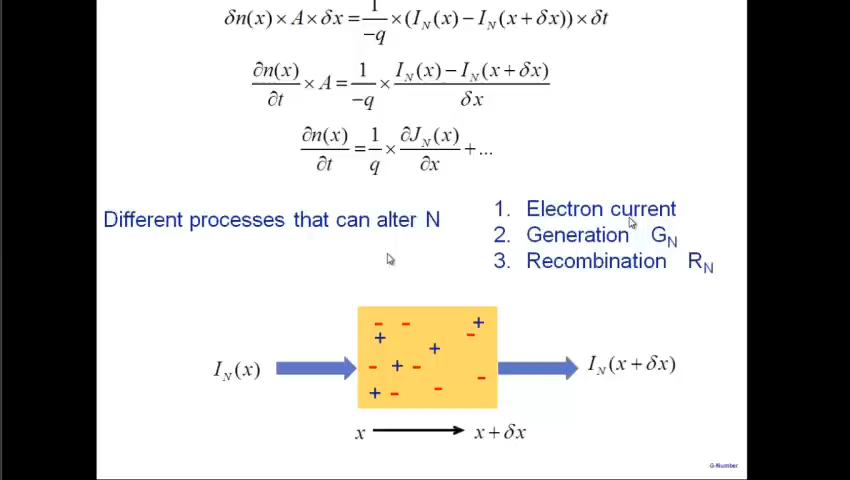 δn(x) × A × δx = 1/-q × (I_N(x) − I_N(x + δx)) × δt
∂n(x)/∂t × A = 1/-q × I_N(x) − I_N(x + δx)/δx
∂n(x)/∂t = 1/q × ∂J_N(x)/∂x + ...
Different processes that can alter N
1. Electron current
2. Generation G_N
3. Recombination R_N
I_N(x)
I_N(x + δx)
x
x + δx
G-Number